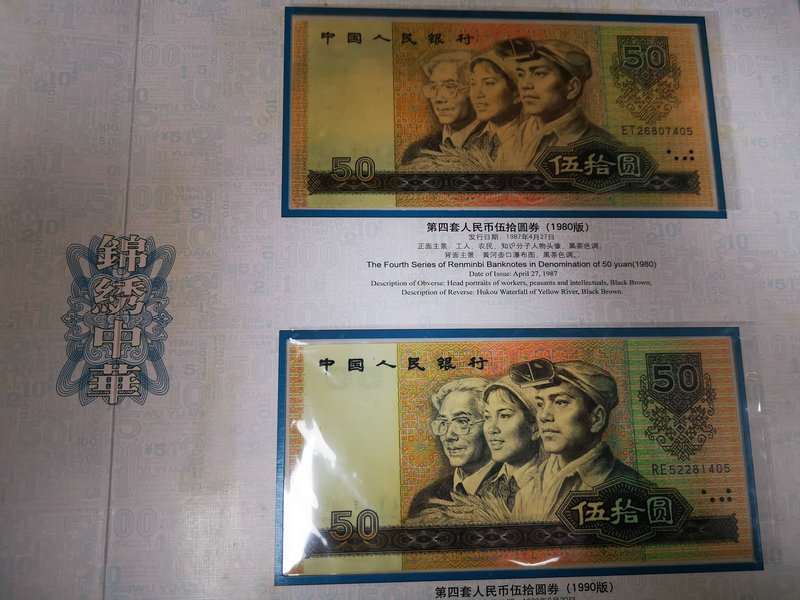 錦繡中華
中国人民银行
50
ET26807405
50
伍拾圆
第四套人民币伍拾圆券（1980版）
发行日期：1987年4月27日
正面主景：工人、农民、知识分子人物头像，黑茶色调；
背面主景：黄河壶口瀑布图，黑茶色调。
The Fourth Series of Renminbi Banknotes in Denomination of 50 yuan(1980)
Date of Issue: April 27, 1987
Description of Obverse: Head portraits of workers, peasants and intellectuals, Black Brown;
Description of Reverse: Hukou Waterfall of Yellow River, Black Brown.
中国人民银行
50
RE52281405
50
伍拾圆
第四套人民币伍拾圆券（1990版）